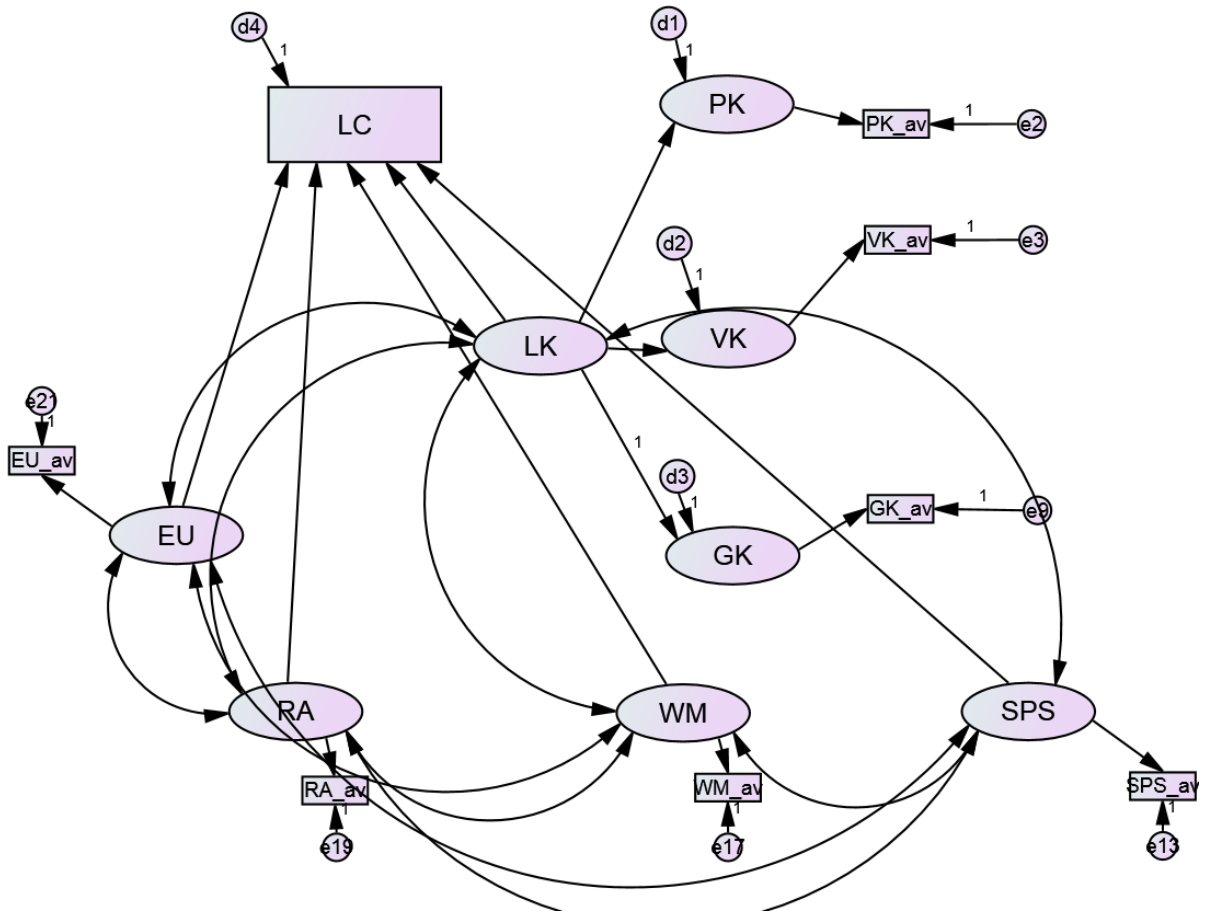 d4
1
LC
d1
1
PK
PK_av
1
e2
d2
1
VK
VK_av
1
e3
LK
e21
1
EU_av
EU
1
d3
1
GK
GK_av
1
e9
RA
RA_av
1
e19
WM
WM_av
1
e17
SPS
SPS_av
1
e13